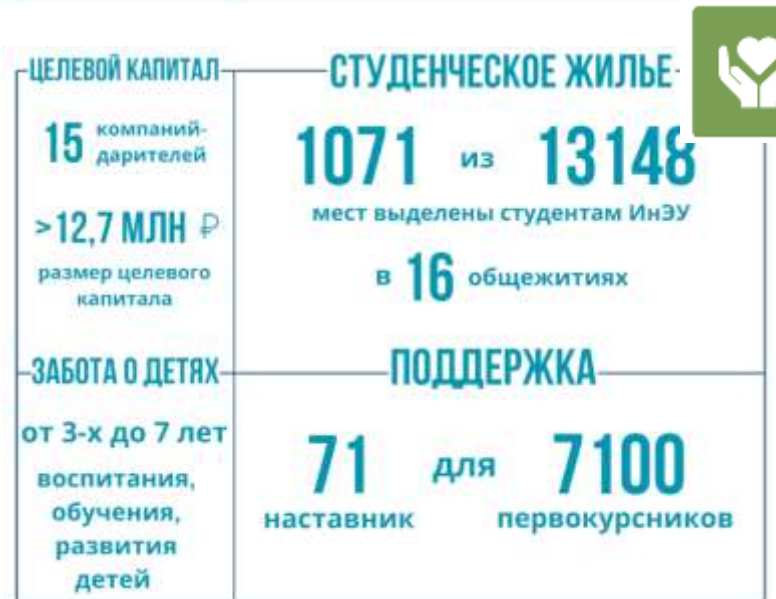 ЦЕЛЕВОЙ КАПИТАЛ
15 компаний-
дарителей
>12,7 МЛН ₽
размер целевого
капитала
СТУДЕНЧЕСКОЕ ЖИЛЬЕ
1071 из 13148
мест выделены студентам ИнЭУ
в 16 общежитиях
ЗАБОТА О ДЕТЯХ
от 3-х до 7 лет
воспитания,
обучения,
развития
детей
ПОДДЕРЖКА
71 для 7100
наставник первокурсников